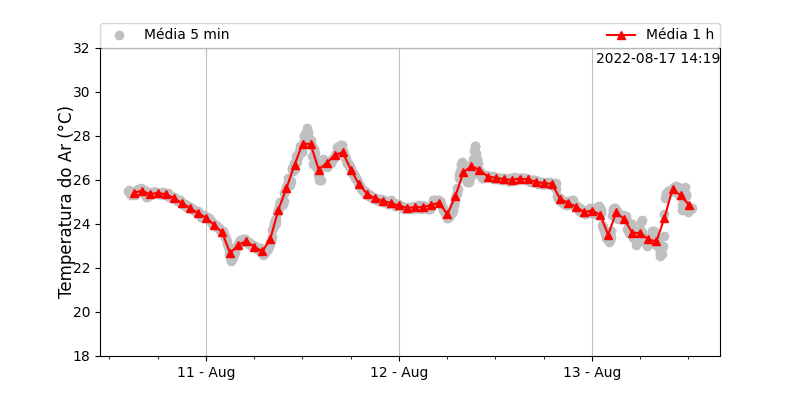 Média 5 min
Média 1 h
2022-08-17 14:19
Temperatura do Ar (°C)
32
30
28
26
24
22
20
18
11 - Aug
12 - Aug
13 - Aug